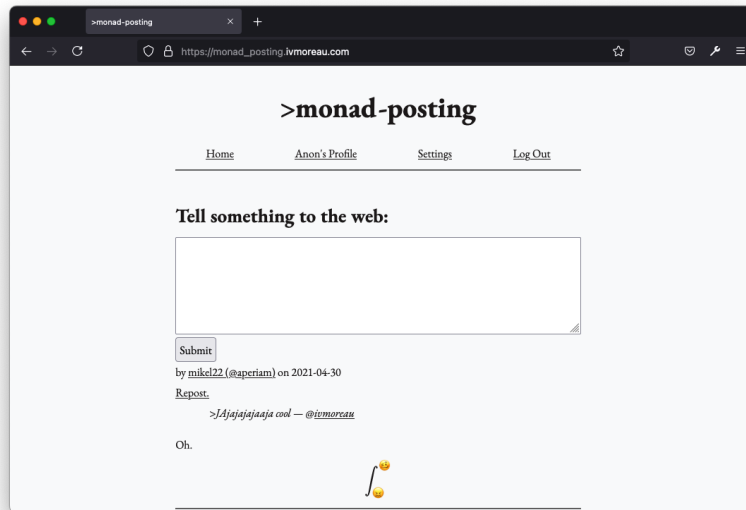 >monad-posting
https://monad_posting.ivmoreau.com
>monad-posting
Home Anon's Profile Settings Log Out
Tell something to the web:
Submit
by mikel22 (@aperiam) on 2021-04-30
Repost.
>JAjajajajaaja cool — @ivmoreau
Oh.
∫